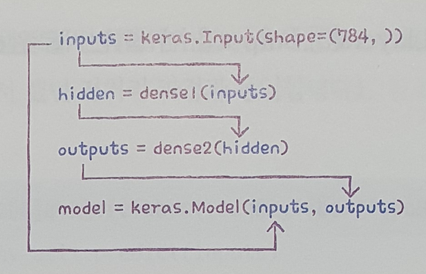 inputs = keras.Input(shape=(784, ))
hidden = dense1(inputs)
outputs = dense2(hidden)
model = keras.Model(inputs, outputs)